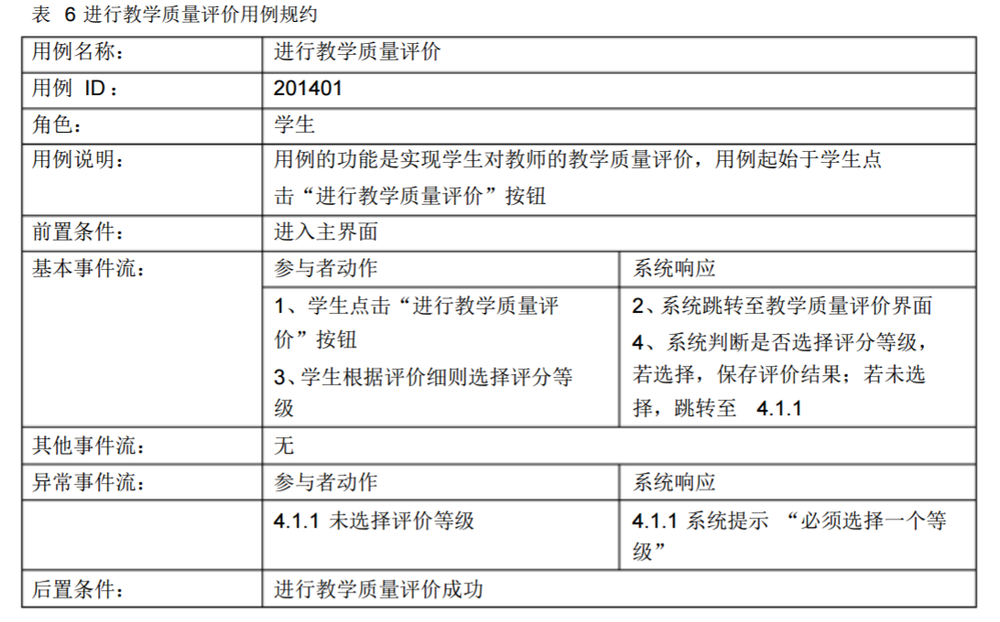 表 6 进行教学质量评价用例规约
用例名称：
进行教学质量评价
用例 ID：
201401
角色：
学生
用例说明：
用例的功能是实现学生对教师的教学质量评价，用例起始于学生点
击“进行教学质量评价”按钮
前置条件：
进入主界面
基本事件流：
参与者动作
系统响应
1、学生点击“进行教学质量评
价”按钮
3、学生根据评价细则选择评分等
级
2、系统跳转至教学质量评价界面
4、系统判断是否选择评分等级，
若选择，保存评价结果；若未选
择，跳转至 4.1.1
其他事件流：
无
异常事件流：
参与者动作
系统响应
4.1.1 未选择评价等级
4.1.1 系统提示 “必须选择一个等
级”
后置条件：
进行教学质量评价成功